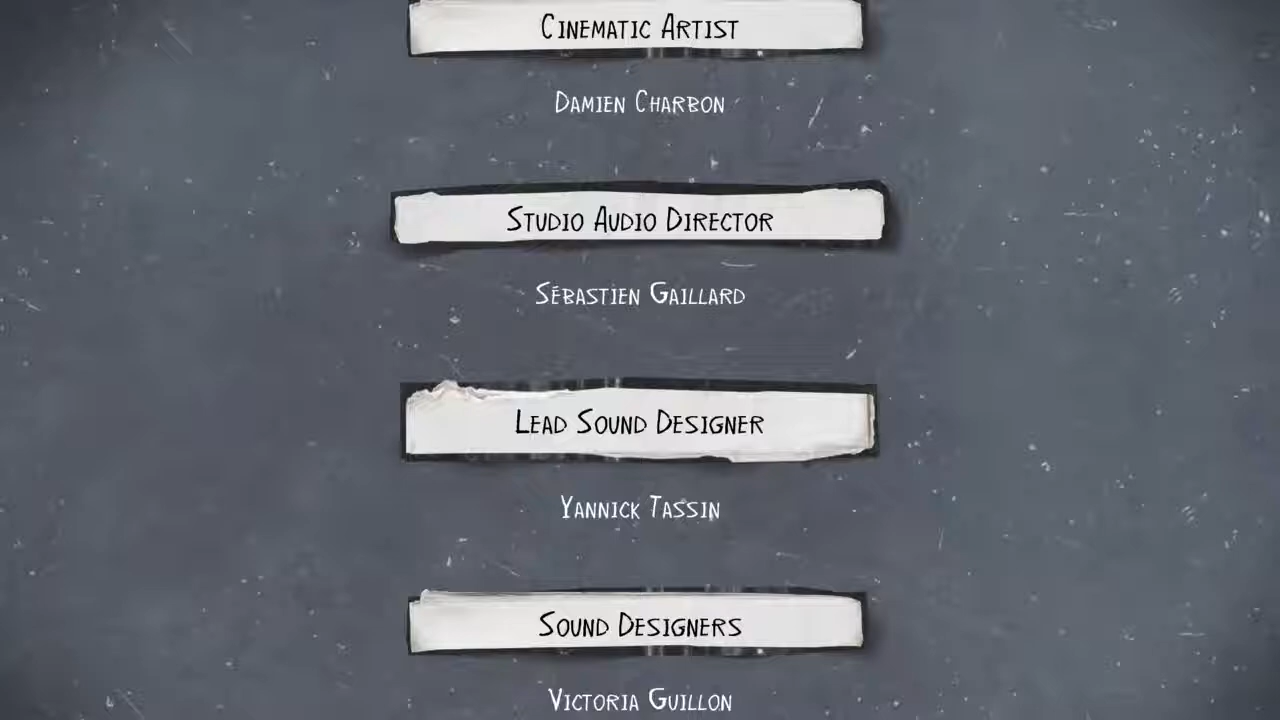 Cinematic Artist
Damien Charbon
Studio Audio Director
Sébastien Gaillard
Lead Sound Designer
Yannick Tassin
Sound Designers
Victoria Guillon